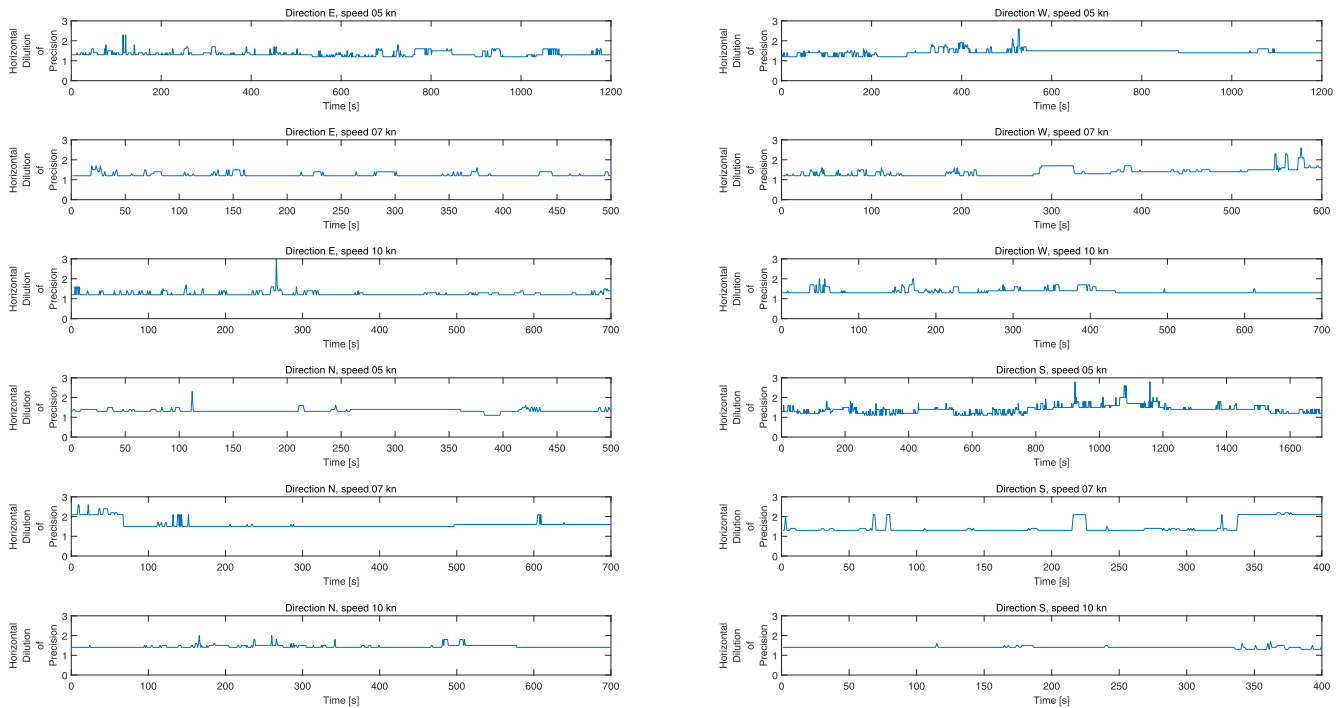 Direction E, speed 05 kn
Horizontal
Dilution
of
Precision
3
2
1
0
0 200 400 600 800 1000 1200
Time [s]
Direction W, speed 05 kn
Horizontal
Dilution
of
Precision
3
2
1
0
0 200 400 600 800 1000 1200
Time [s]
Direction E, speed 07 kn
Horizontal
Dilution
of
Precision
3
2
1
0
0 50 100 150 200 250 300 350 400 450 500
Time [s]
Direction W, speed 07 kn
Horizontal
Dilution
of
Precision
3
2
1
0
0 100 200 300 400 500 600
Time [s]
Direction E, speed 10 kn
Horizontal
Dilution
of
Precision
3
2
1
0
0 100 200 300 400 500 600 700
Time [s]
Direction W, speed 10 kn
Horizontal
Dilution
of
Precision
3
2
1
0
0 100 200 300 400 500 600 700
Time [s]
Direction N, speed 05 kn
Horizontal
Dilution
of
Precision
3
2
1
0
0 50 100 150 200 250 300 350 400 450 500
Time [s]
Direction S, speed 05 kn
Horizontal
Dilution
of
Precision
3
2
1
0
0 200 400 600 800 1000 1200 1400 1600
Time [s]
Direction N, speed 07 kn
Horizontal
Dilution
of
Precision
3
2
1
0
0 100 200 300 400 500 600 700
Time [s]
Direction S, speed 07 kn
Horizontal
Dilution
of
Precision
3
2
1
0
0 50 100 150 200 250 300 350 400
Time [s]
Direction N, speed 10 kn
Horizontal
Dilution
of
Precision
3
2
1
0
0 100 200 300 400 500 600 700
Time [s]
Direction S, speed 10 kn
Horizontal
Dilution
of
Precision
3
2
1
0
0 50 100 150 200 250 300 350 400
Time [s]